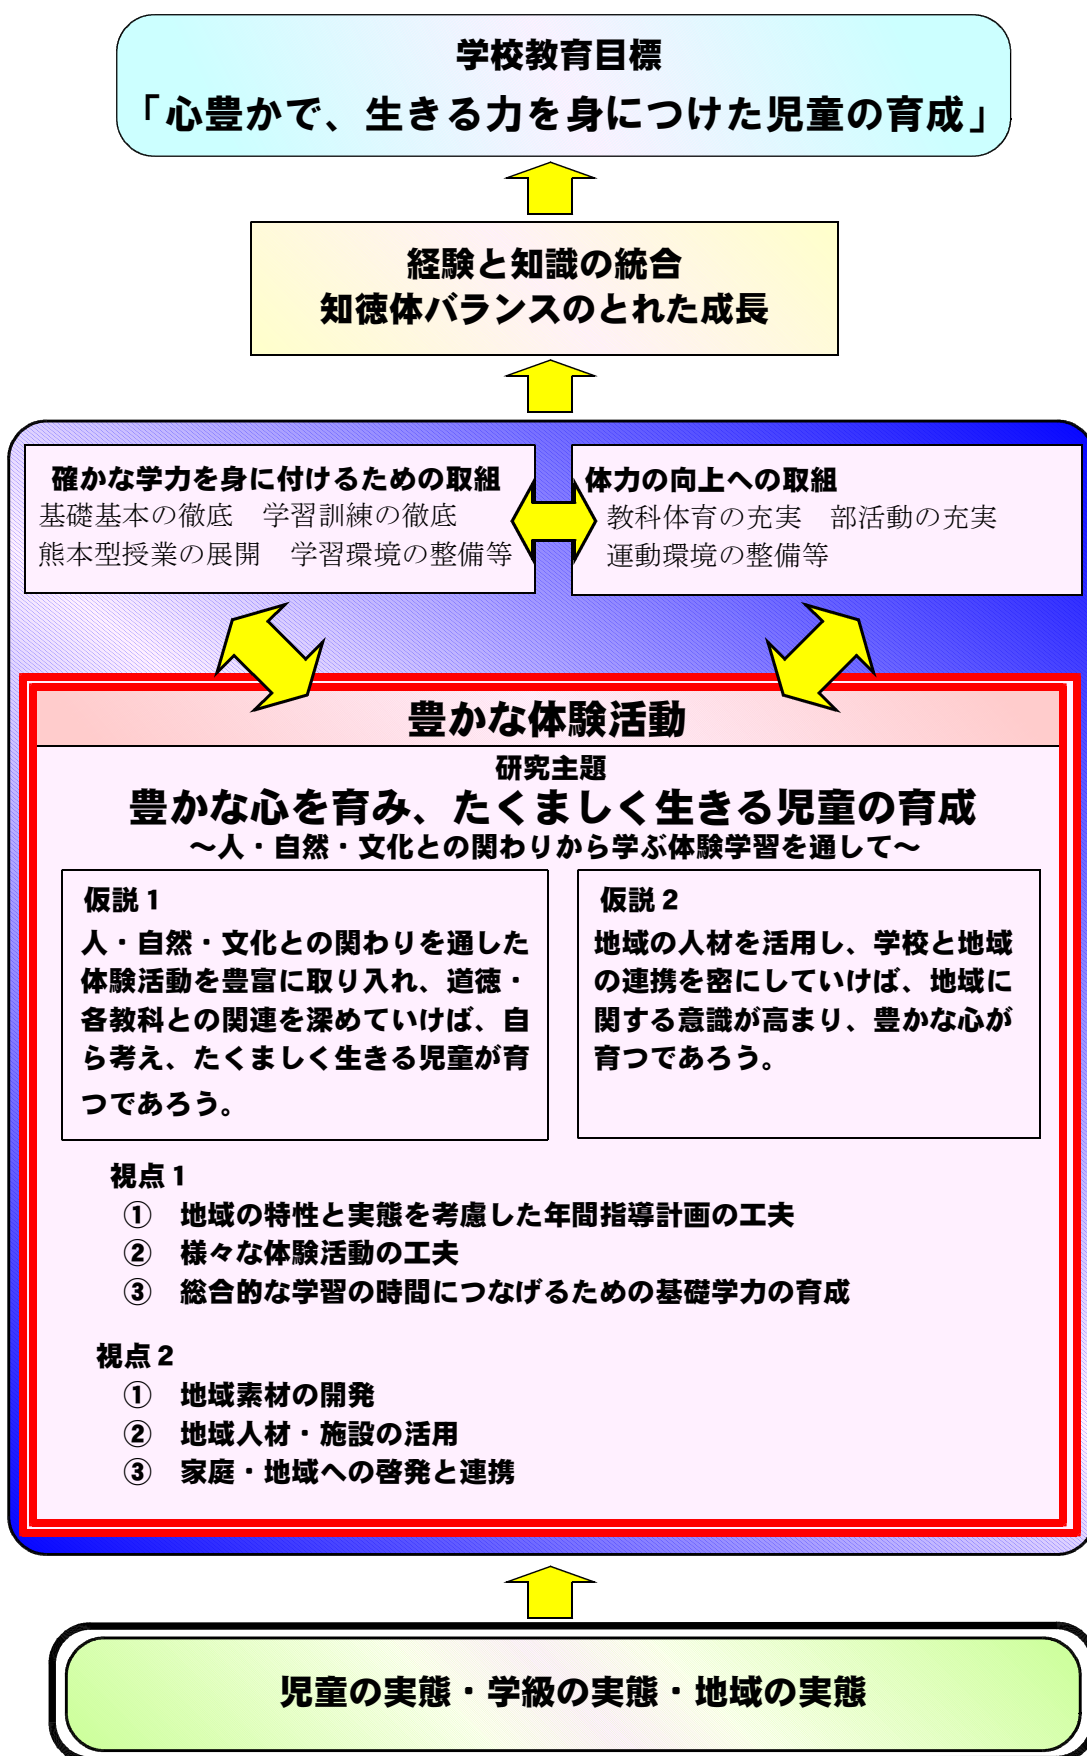 学校教育目標
「心豊かで、生きる力を身につけた児童の育成」
経験と知識の統合
知徳体バランスのとれた成長
確かな学力を身に付けるための取組
基礎基本の徹底　学習訓練の徹底
熊本型授業の展開　学習環境の整備等
体力の向上への取組
教科体育の充実　部活動の充実
運動環境の整備等
豊かな体験活動
研究主題
豊かな心を育み、たくましく生きる児童の育成
～人・自然・文化との関わりから学ぶ体験学習を通して～
仮説１
人・自然・文化との関わりを通した
体験活動を豊富に取り入れ、道徳・
各教科との関連を深めていけば、自
ら考え、たくましく生きる児童が育
つであろう。
仮説２
地域の人材を活用し、学校と地域
の連携を密にしていけば、地域に
関する意識が高まり、豊かな心が
育つであろう。
視点１
①　地域の特性と実態を考慮した年間指導計画の工夫
②　様々な体験活動の工夫
③　総合的な学習の時間につなげるための基礎学力の育成
視点２
①　地域素材の開発
②　地域人材・施設の活用
③　家庭・地域への啓発と連携
児童の実態・学級の実態・地域の実態